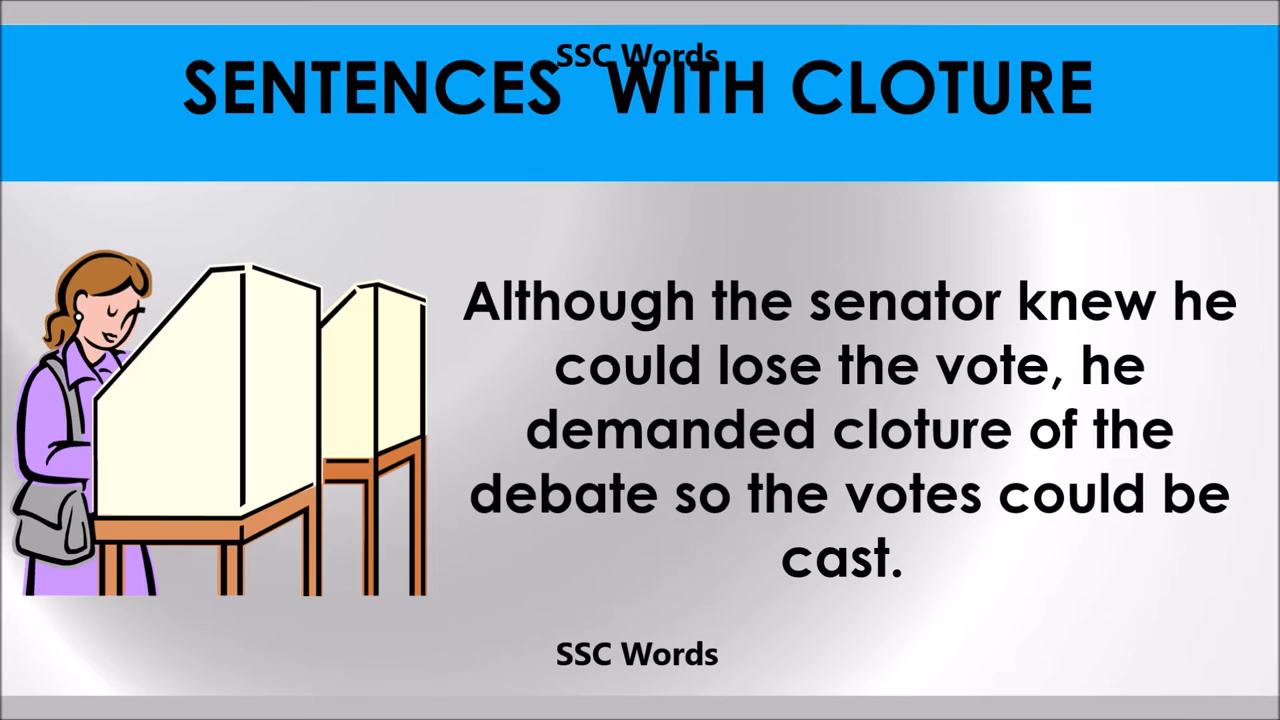 SSC Words
SENTENCES WITH CLOTURE
Although the senator knew he
could lose the vote, he
demanded cloture of the
debate so the votes could be
cast.
SSC Words